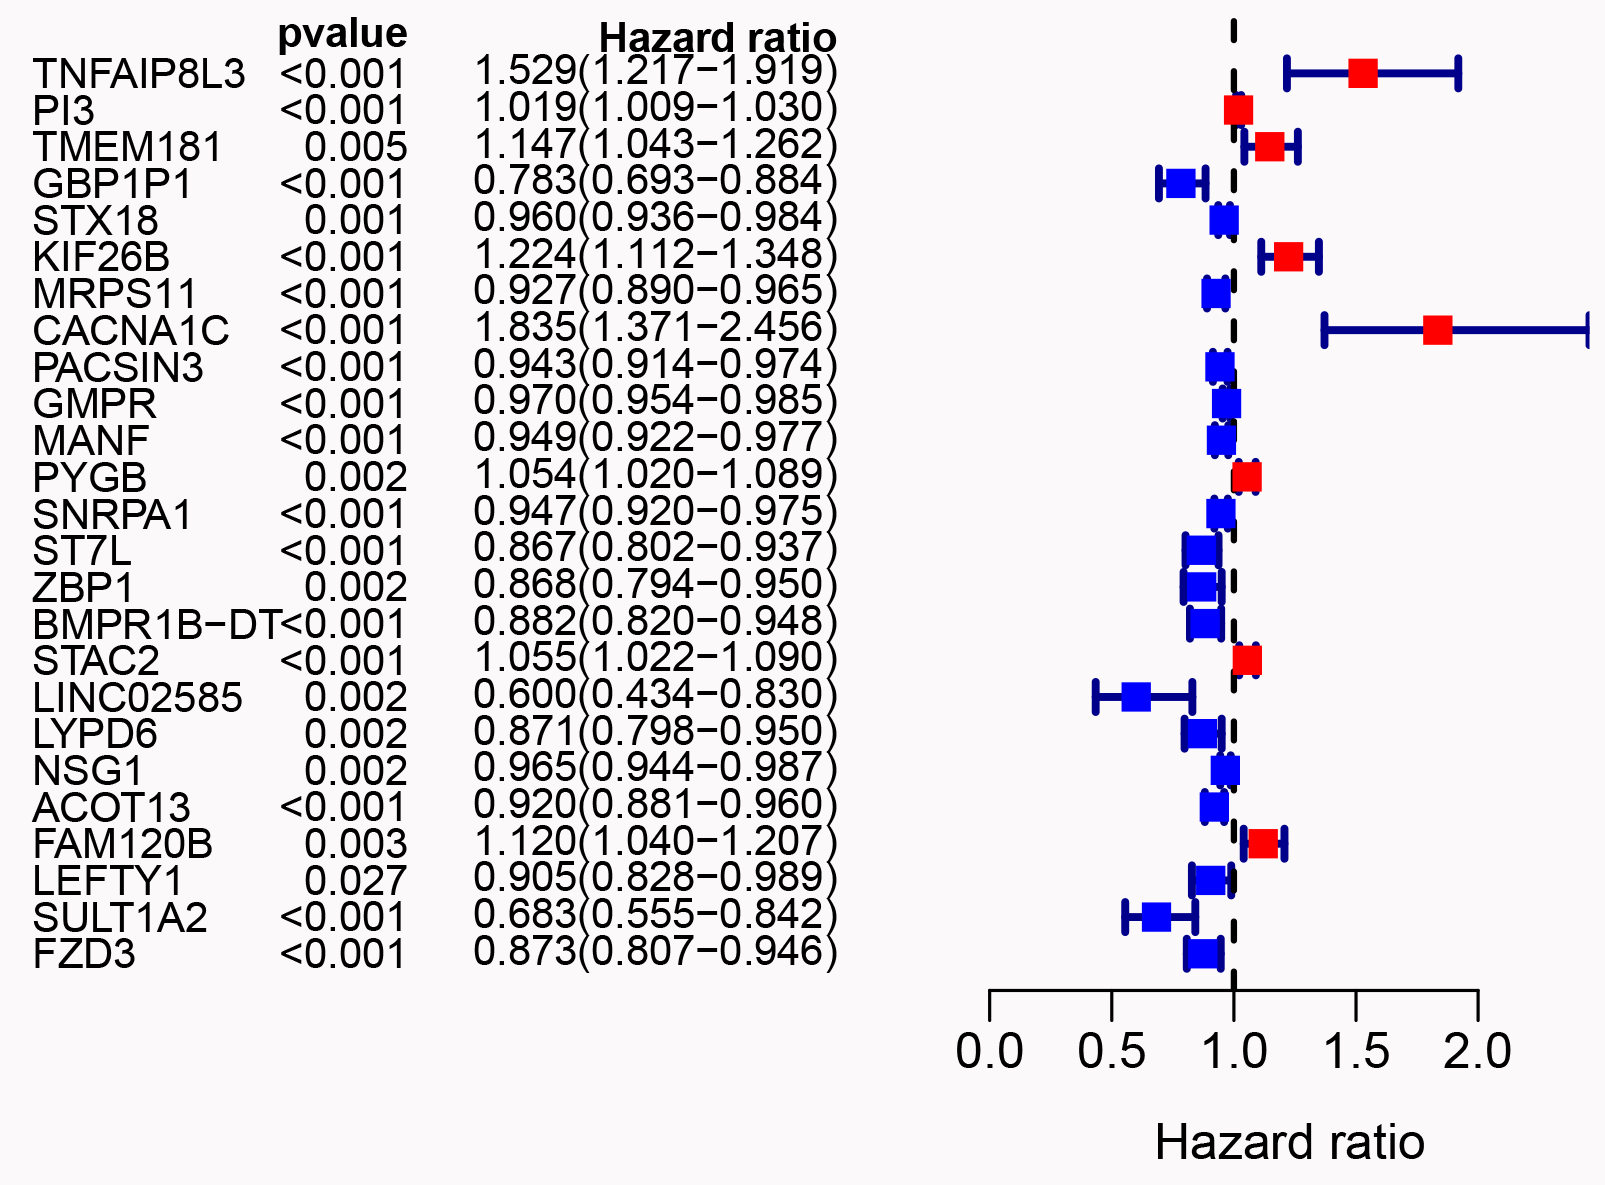 pvalue Hazard ratio
TNFAIP8L3 <0.001 1.529(1.217−1.919)
PI3 <0.001 1.019(1.009−1.030)
TMEM181 0.005 1.147(1.043−1.262)
GBP1P1 <0.001 0.783(0.693−0.884)
STX18 0.001 0.960(0.936−0.984)
KIF26B <0.001 1.224(1.112−1.348)
MRPS11 <0.001 0.927(0.890−0.965)
CACNA1C <0.001 1.835(1.371−2.456)
PACSIN3 <0.001 0.943(0.914−0.974)
GMPR <0.001 0.970(0.954−0.985)
MANF <0.001 0.949(0.922−0.977)
PYGB 0.002 1.054(1.020−1.089)
SNRPA1 <0.001 0.947(0.920−0.975)
ST7L <0.001 0.867(0.802−0.937)
ZBP1 0.002 0.868(0.794−0.950)
BMPR1B−DT <0.001 0.882(0.820−0.948)
STAC2 <0.001 1.055(1.022−1.090)
LINC02585 0.002 0.600(0.434−0.830)
LYPD6 0.002 0.871(0.798−0.950)
NSG1 0.002 0.965(0.944−0.987)
ACOT13 <0.001 0.920(0.881−0.960)
FAM120B 0.003 1.120(1.040−1.207)
LEFTY1 0.027 0.905(0.828−0.989)
SULT1A2 <0.001 0.683(0.555−0.842)
FZD3 <0.001 0.873(0.807−0.946)
0.0 0.5 1.0 1.5 2.0
Hazard ratio